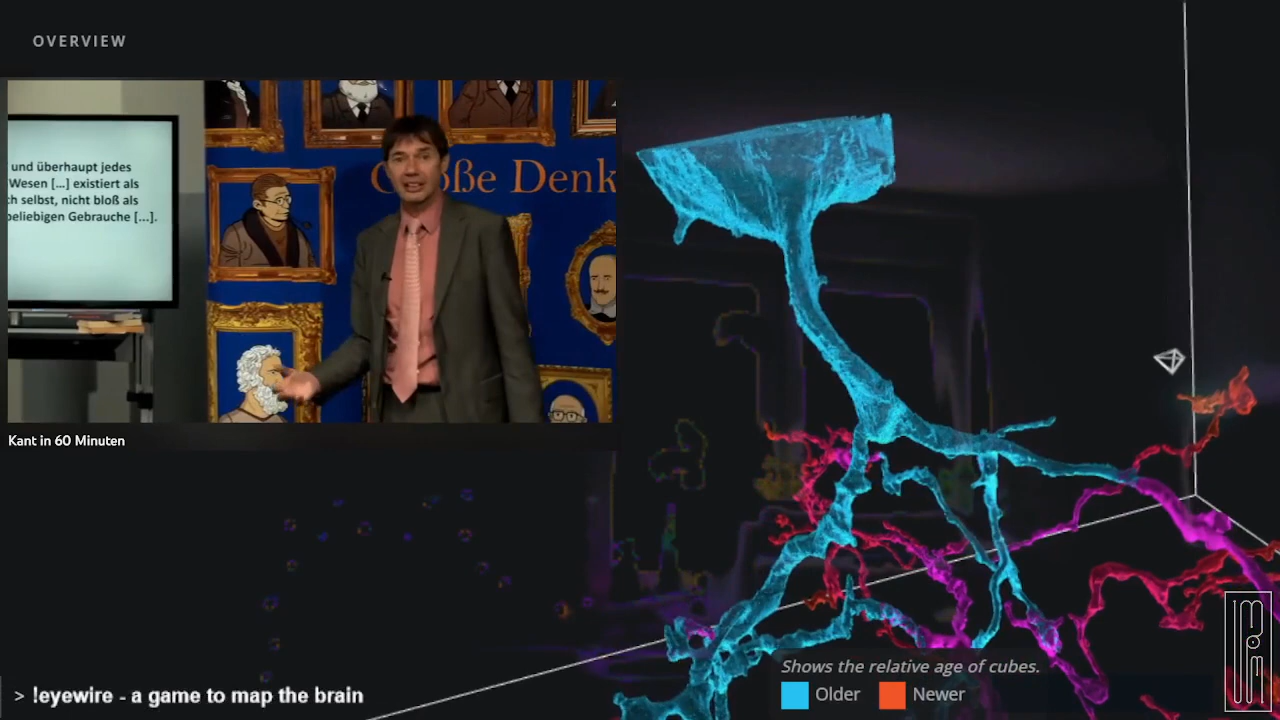 OVERVIEW
und überhaupt jedes
Wesen [...] existiert als
ch selbst, nicht bloß als
beliebigen Gebrauche [...].
Große Denk
Kant in 60 Minuten
> !eyewire - a game to map the brain
Shows the relative age of cubes.
Older Newer